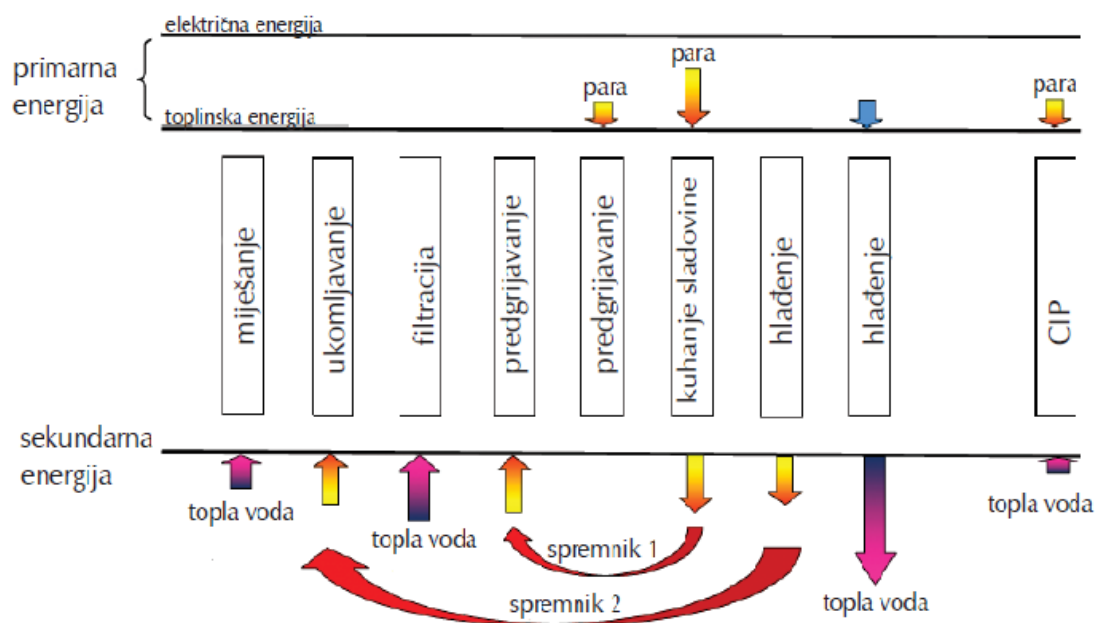 električna energija
primarna
energija
para
para
para
toplinska energija
miješanje
ukomljavanje
filtracija
predgrijavanje
predgrijavanje
kuhanje sladovine
hlađenje
hlađenje
CIP
sekundarna
energija
topla voda
topla voda
topla voda
spremnik 1
spremnik 2
topla voda